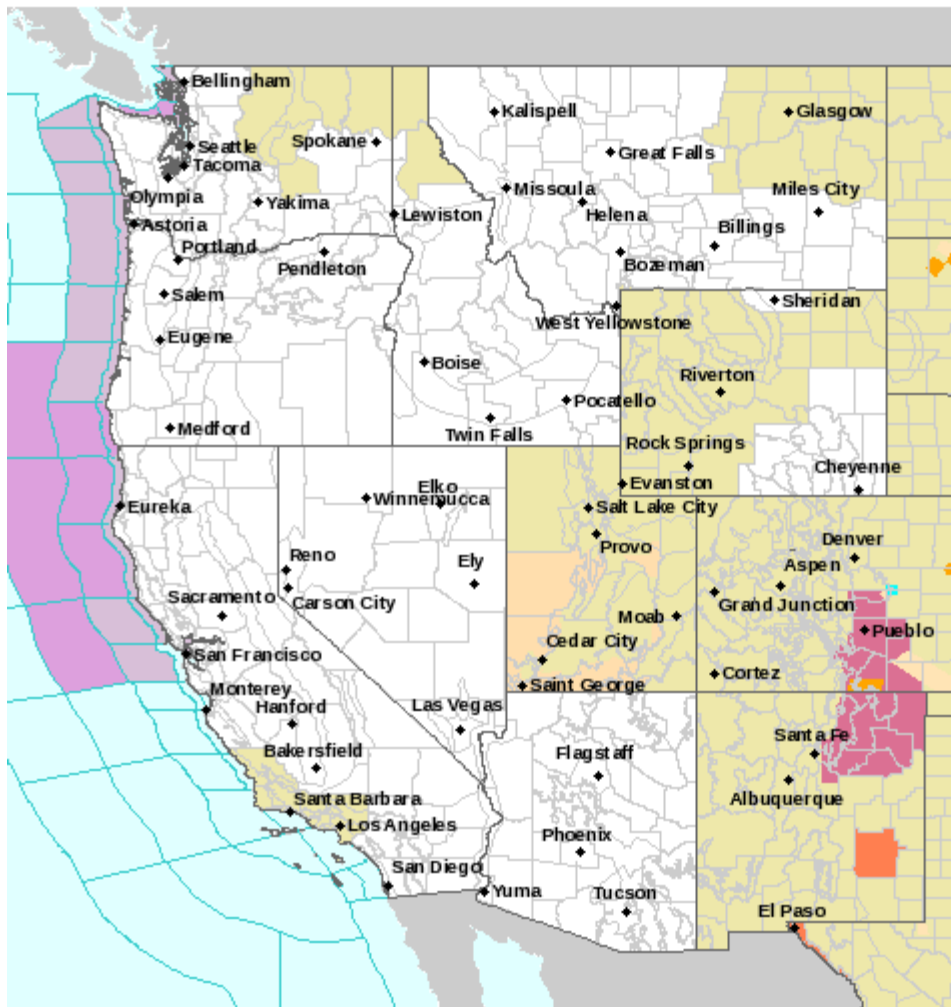 Bellingham
Kalispell
Glasgow
Seattle
Spokane
Great Falls
Tacoma
Missoula
Miles City
Olympia
Yakima
Lewiston
Helena
Astoria
Billings
Portland
Pendleton
Bozeman
Salem
Sheridan
West Yellowstone
Eugene
Boise
Riverton
Pocatello
Medford
Twin Falls
Rock Springs
Cheyenne
Evanston
Elko
Winnemucca
Eureka
Salt Lake City
Provo
Denver
Reno
Ely
Aspen
Carson City
Grand Junction
Sacramento
Moab
Pueblo
San Francisco
Cedar City
Cortez
Saint George
Monterey
Hanford
Las Vegas
Bakersfield
Flagstaff
Santa Fe
Santa Barbara
Albuquerque
Los Angeles
Phoenix
San Diego
Yuma
Tucson
El Paso